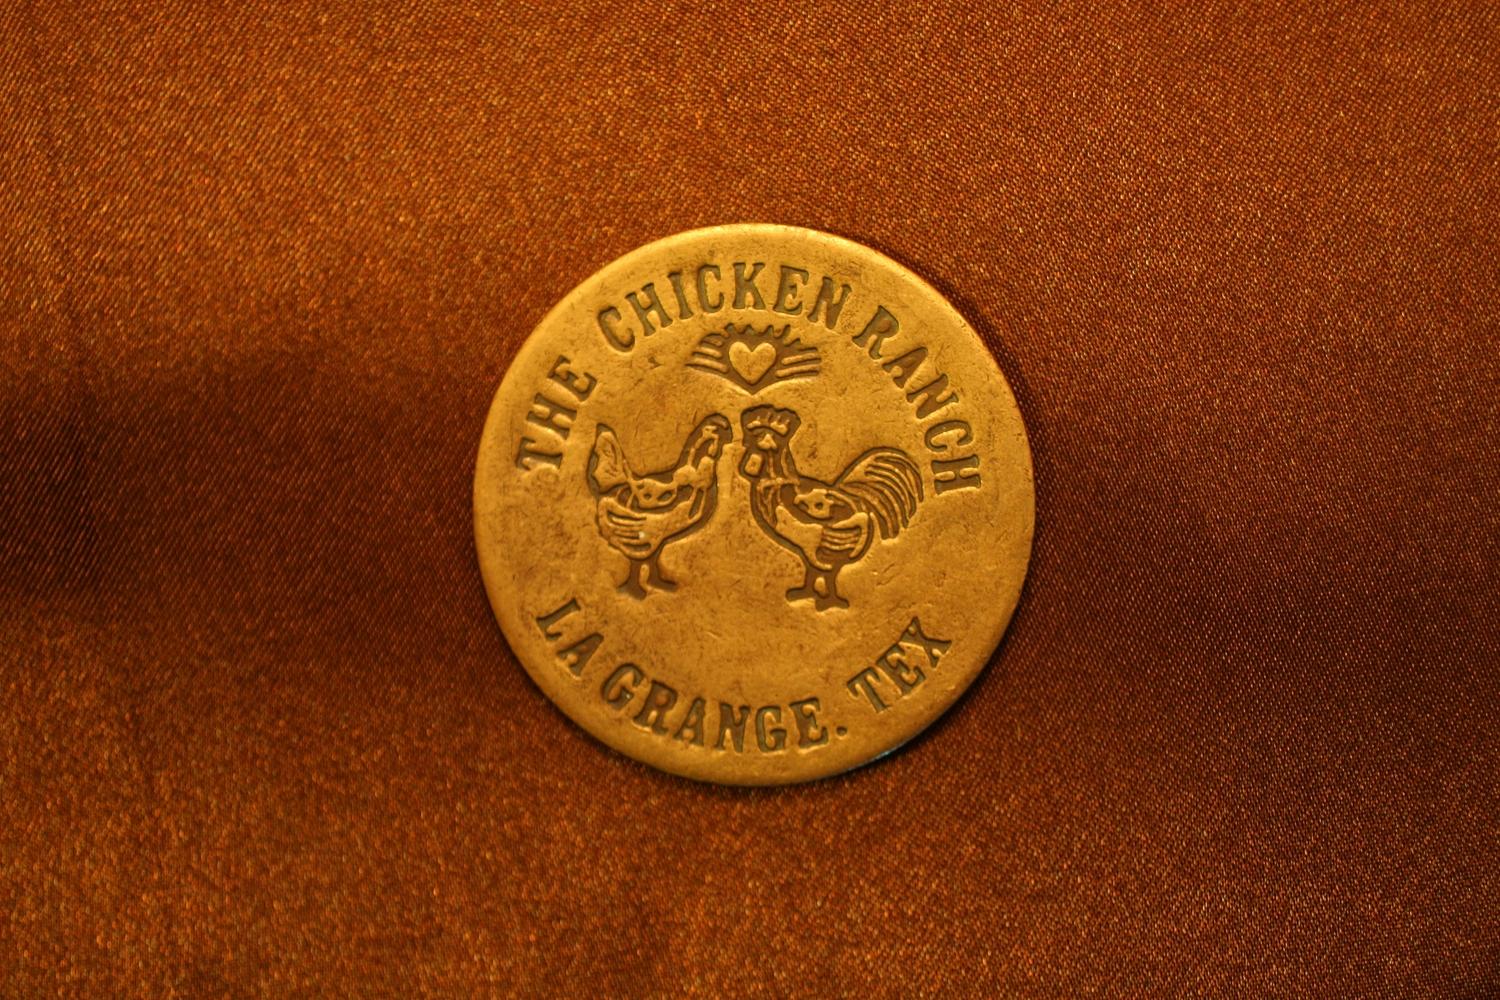 THE CHICKEN RANCH
LA GRANGE. TEX